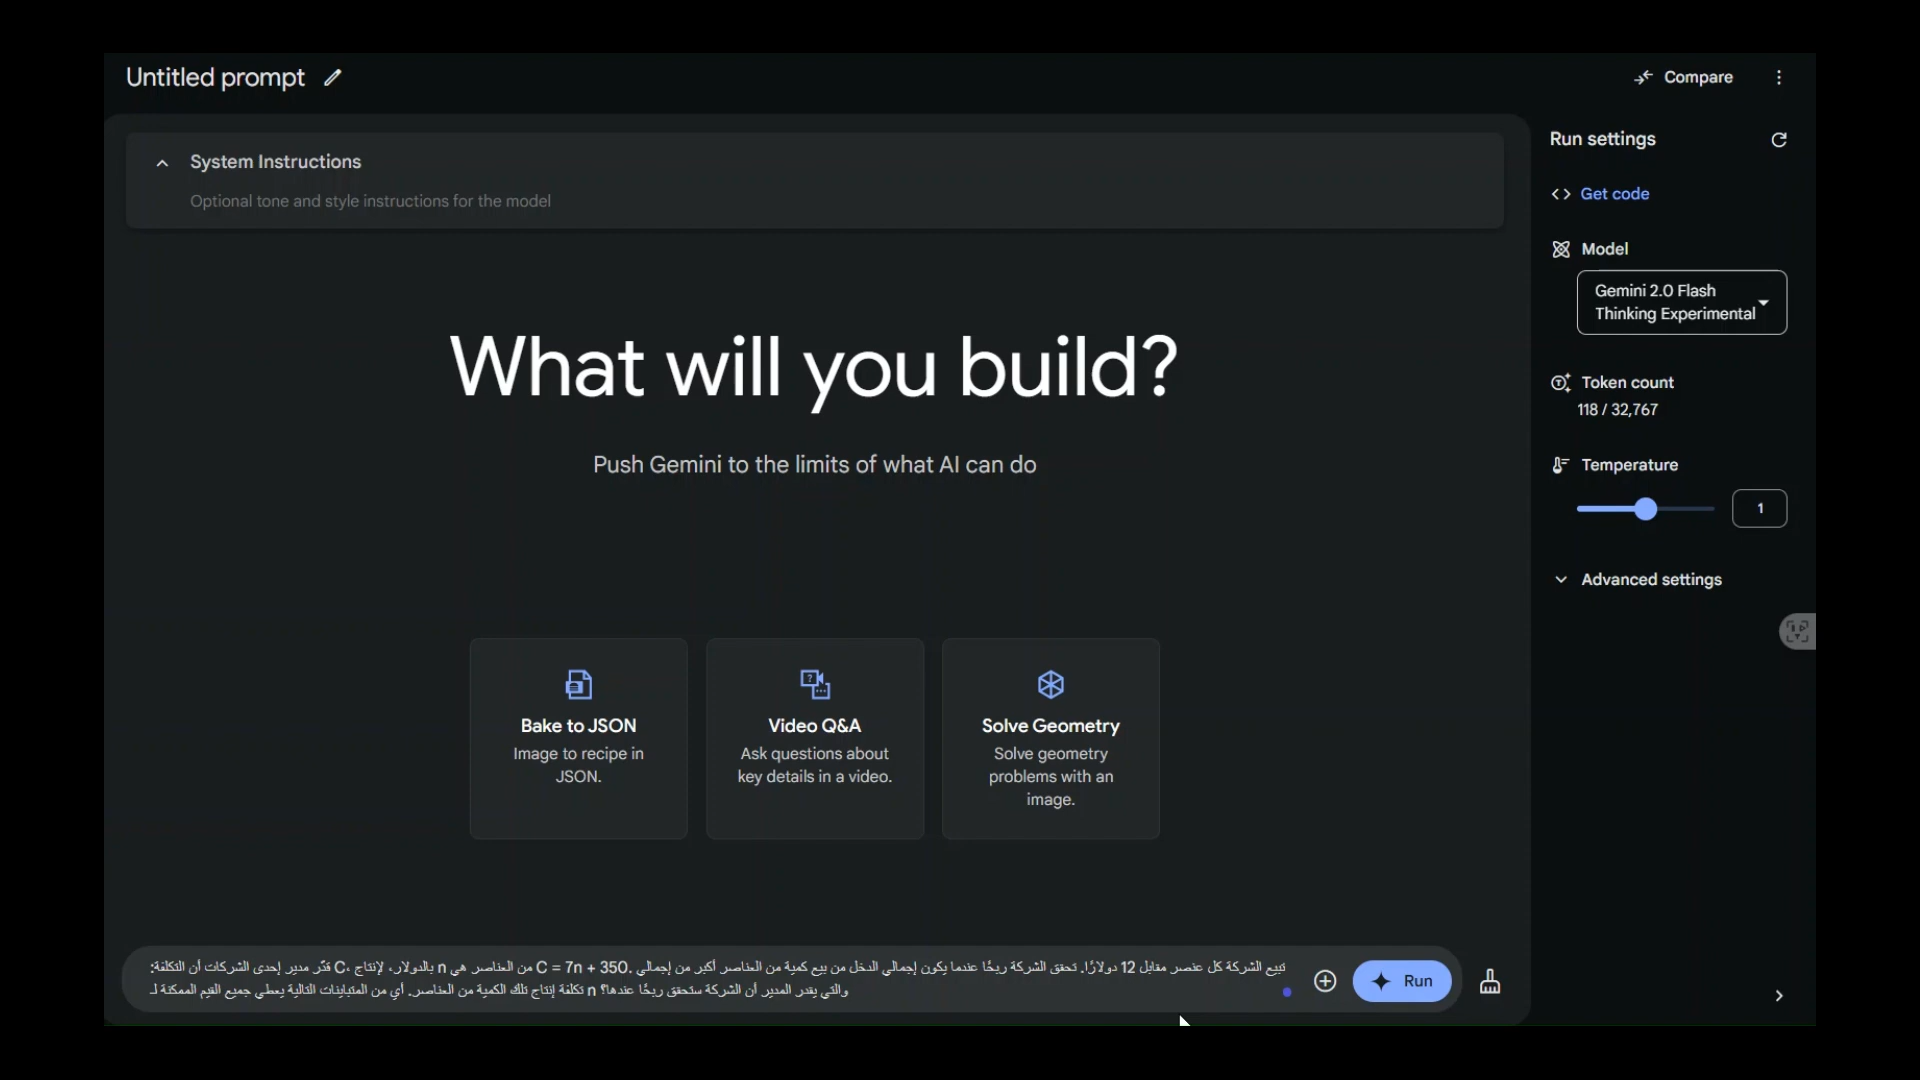 Untitled prompt
Compare
System Instructions
Optional tone and style instructions for the model
What will you build?
Push Gemini to the limits of what AI can do
Bake to JSON
Image to recipe in
JSON.
Video Q&A
Ask questions about
key details in a video.
Solve Geometry
Solve geometry
problems with an
image.
تبيع الشركة كل عنصر مقابل 12 دولارًا. تحقق الشركة ربحًا عندما يكون إجمالي الدخل من بيع كمية من العناصر أكبر من إجمالي .C = 7n + 350 من العناصر هي n بالدولار، لإنتاج ،C قدّر مدير إحدى الشركات أن التكلفة:
والتي يقدر المدير أن الشركة ستحقق ربحًا عندها؟ n تكلفة إنتاج تلك الكمية من العناصر. أي من المتباينات التالية يعطي جميع القيم الممكنة لـ
Run
Run settings
Get code
Model
Gemini 2.0 Flash
Thinking Experimental
Token count
118 / 32,767
Temperature
1
Advanced settings